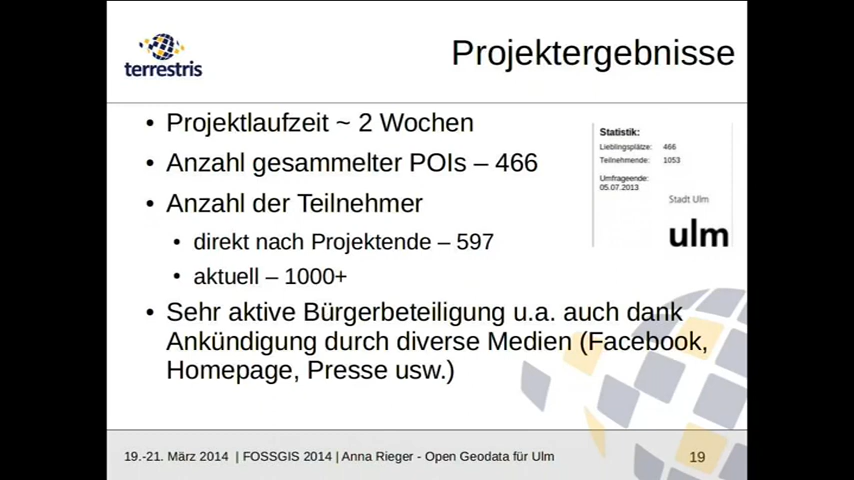 terrestris
Projektergebnisse
• Projektlaufzeit ~ 2 Wochen
• Anzahl gesammelter POIs – 466
• Anzahl der Teilnehmer
• direkt nach Projektende – 597
• aktuell – 1000+
• Sehr aktive Bürgerbeteiligung u.a. auch dank
Ankündigung durch diverse Medien (Facebook,
Homepage, Presse usw.)
Statistik:
Lieblingsplätze: 466
Teilnehmende: 1053
Umfrageende:
05.07.2013
Stadt Ulm
ulm
19.-21. März 2014 | FOSSGIS 2014 | Anna Rieger - Open Geodata für Ulm
19